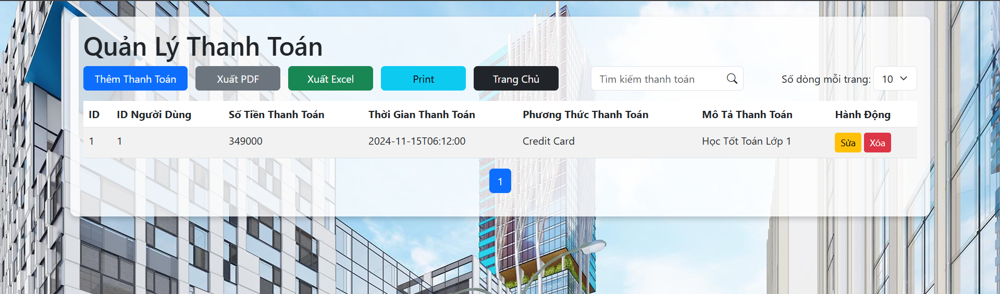 Quản Lý Thanh Toán
Thêm Thanh Toán Xuất PDF Xuất Excel Print Trang Chủ Tìm kiếm thanh toán Số dòng mỗi trang: 10
ID ID Người Dùng Số Tiền Thanh Toán Thời Gian Thanh Toán Phương Thức Thanh Toán Mô Tả Thanh Toán Hành Động
1 1 349000 2024-11-15T06:12:00 Credit Card Học Tốt Toán Lớp 1 Sửa Xóa
1